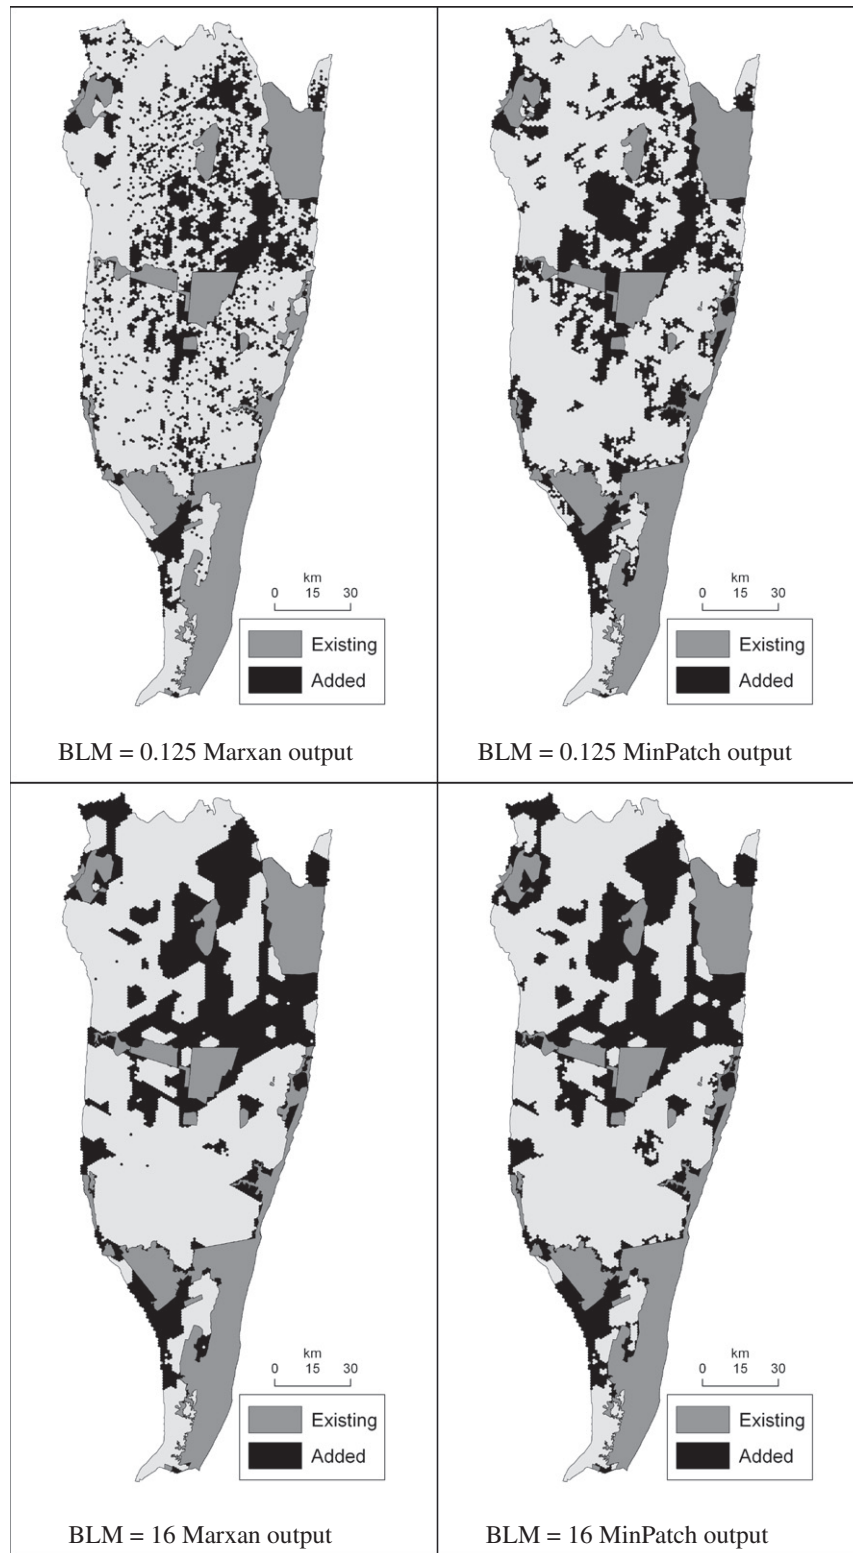 km
0 15 30
Existing
Added
BLM = 0.125 Marxan output
km
0 15 30
Existing
Added
BLM = 0.125 MinPatch output
km
0 15 30
Existing
Added
BLM = 16 Marxan output
km
0 15 30
Existing
Added
BLM = 16 MinPatch output